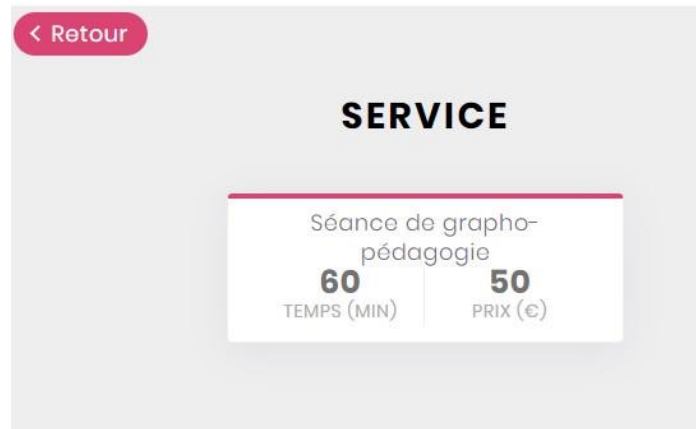 < Retour
SERVICE
Séance de grapho-
pédagogie
60 50
TEMPS (MIN) PRIX (€)